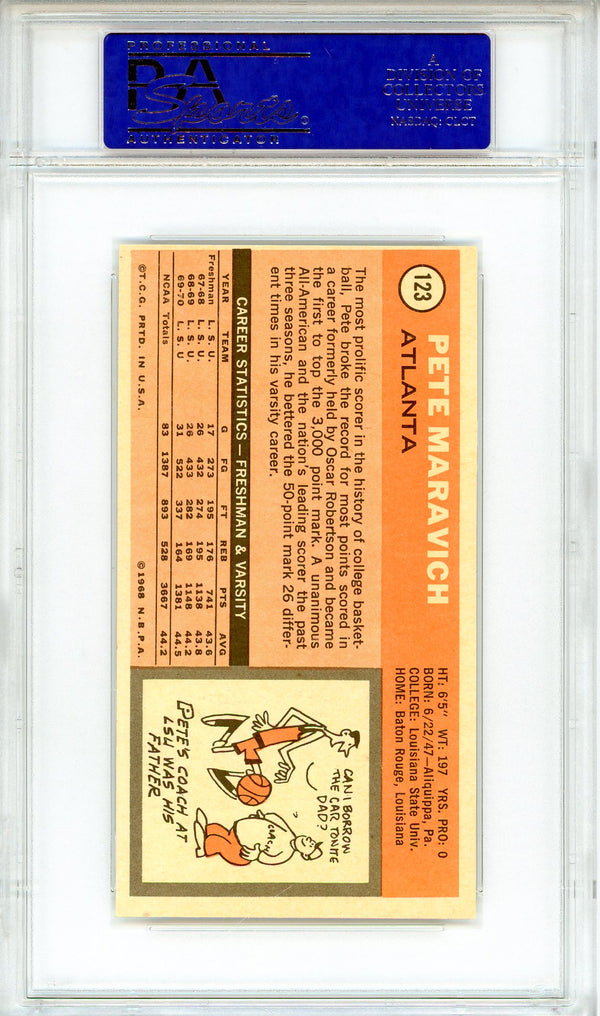 PROFESSIONAL
PSA
Sports
AUTHENTICATOR
A
DIVISION OF
COLLECTORS
UNIVERSE
NASDAQ: CLCT
123
PETE MARAVICH
ATLANTA
HT: 6'5" WT: 197 YRS. PRO: 0
BORN: 6/22/47—Aliquippa, Pa.
COLLEGE: Louisiana State Univ.
HOME: Baton Rouge, Louisiana
The most prolific scorer in the history of college basket-
ball, Pete broke the record for most points scored in
a career formerly held by Oscar Robertson and became
the first to top the 3,000 point mark. A unanimous
All-American and the nation's leading scorer the past
three seasons, he bettered the 50-point mark 26 differ-
ent times in his varsity career.
CAREER STATISTICS — FRESHMAN & VARSITY
YEAR TEAM G FG FT REB PTS AVG
Freshman L. S. U. 17 273 195 176 741 43.6
67-68 L. S. U. 26 432 274 195 1138 43.8
68-69 L. S. U. 26 433 282 169 1148 44.2
69-70 L. S. U 31 522 337 164 1381 44.5
NCAA Totals 83 1387 893 528 3667 44.2
©T.C.G. PRTD. IN U.S.A. ©1968 N.B.P.A.
CAN I BORROW
THE CAR TONITE
DAD?
COACH
PETE'S COACH AT
LSU WAS HIS
FATHER